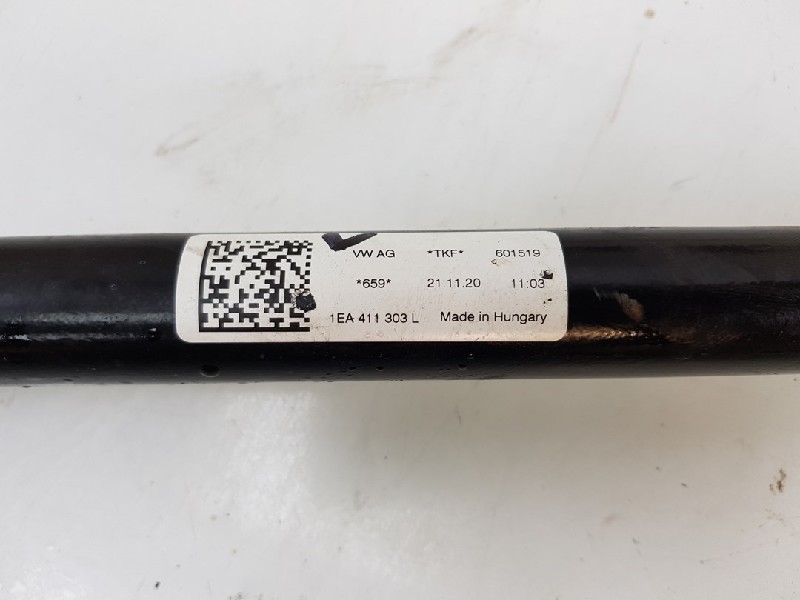 VW AG *TKF* 601519
*659* 21.11.20 11:03
1EA 411 303 L Made in Hungary